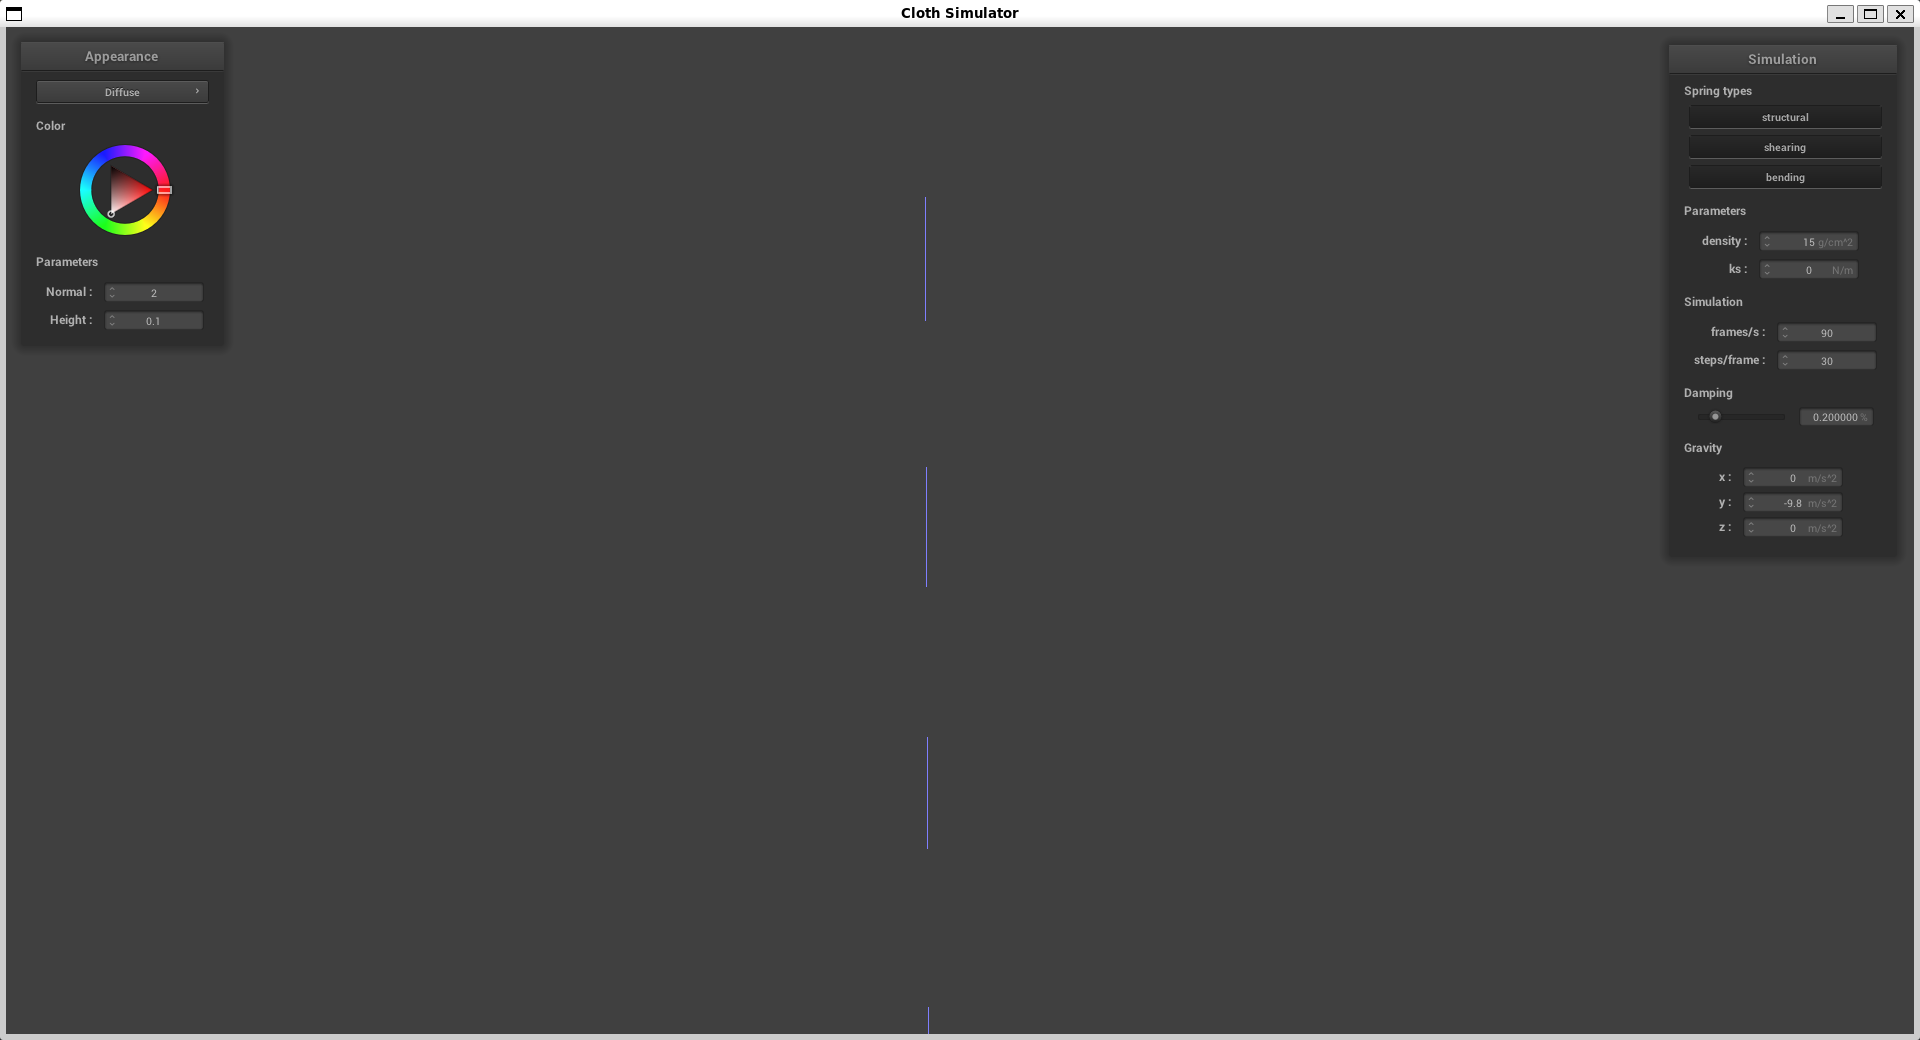 Cloth Simulator
Appearance
Diffuse
Color
Parameters
Normal : 2
Height : 0.1
Simulation
Spring types
structural
shearing
bending
Parameters
density : 15 g/cm^2
ks : 0 N/m
Simulation
frames/s : 90
steps/frame : 30
Damping
0.200000 %
Gravity
x : 0 m/s^2
y : -9.8 m/s^2
z : 0 m/s^2